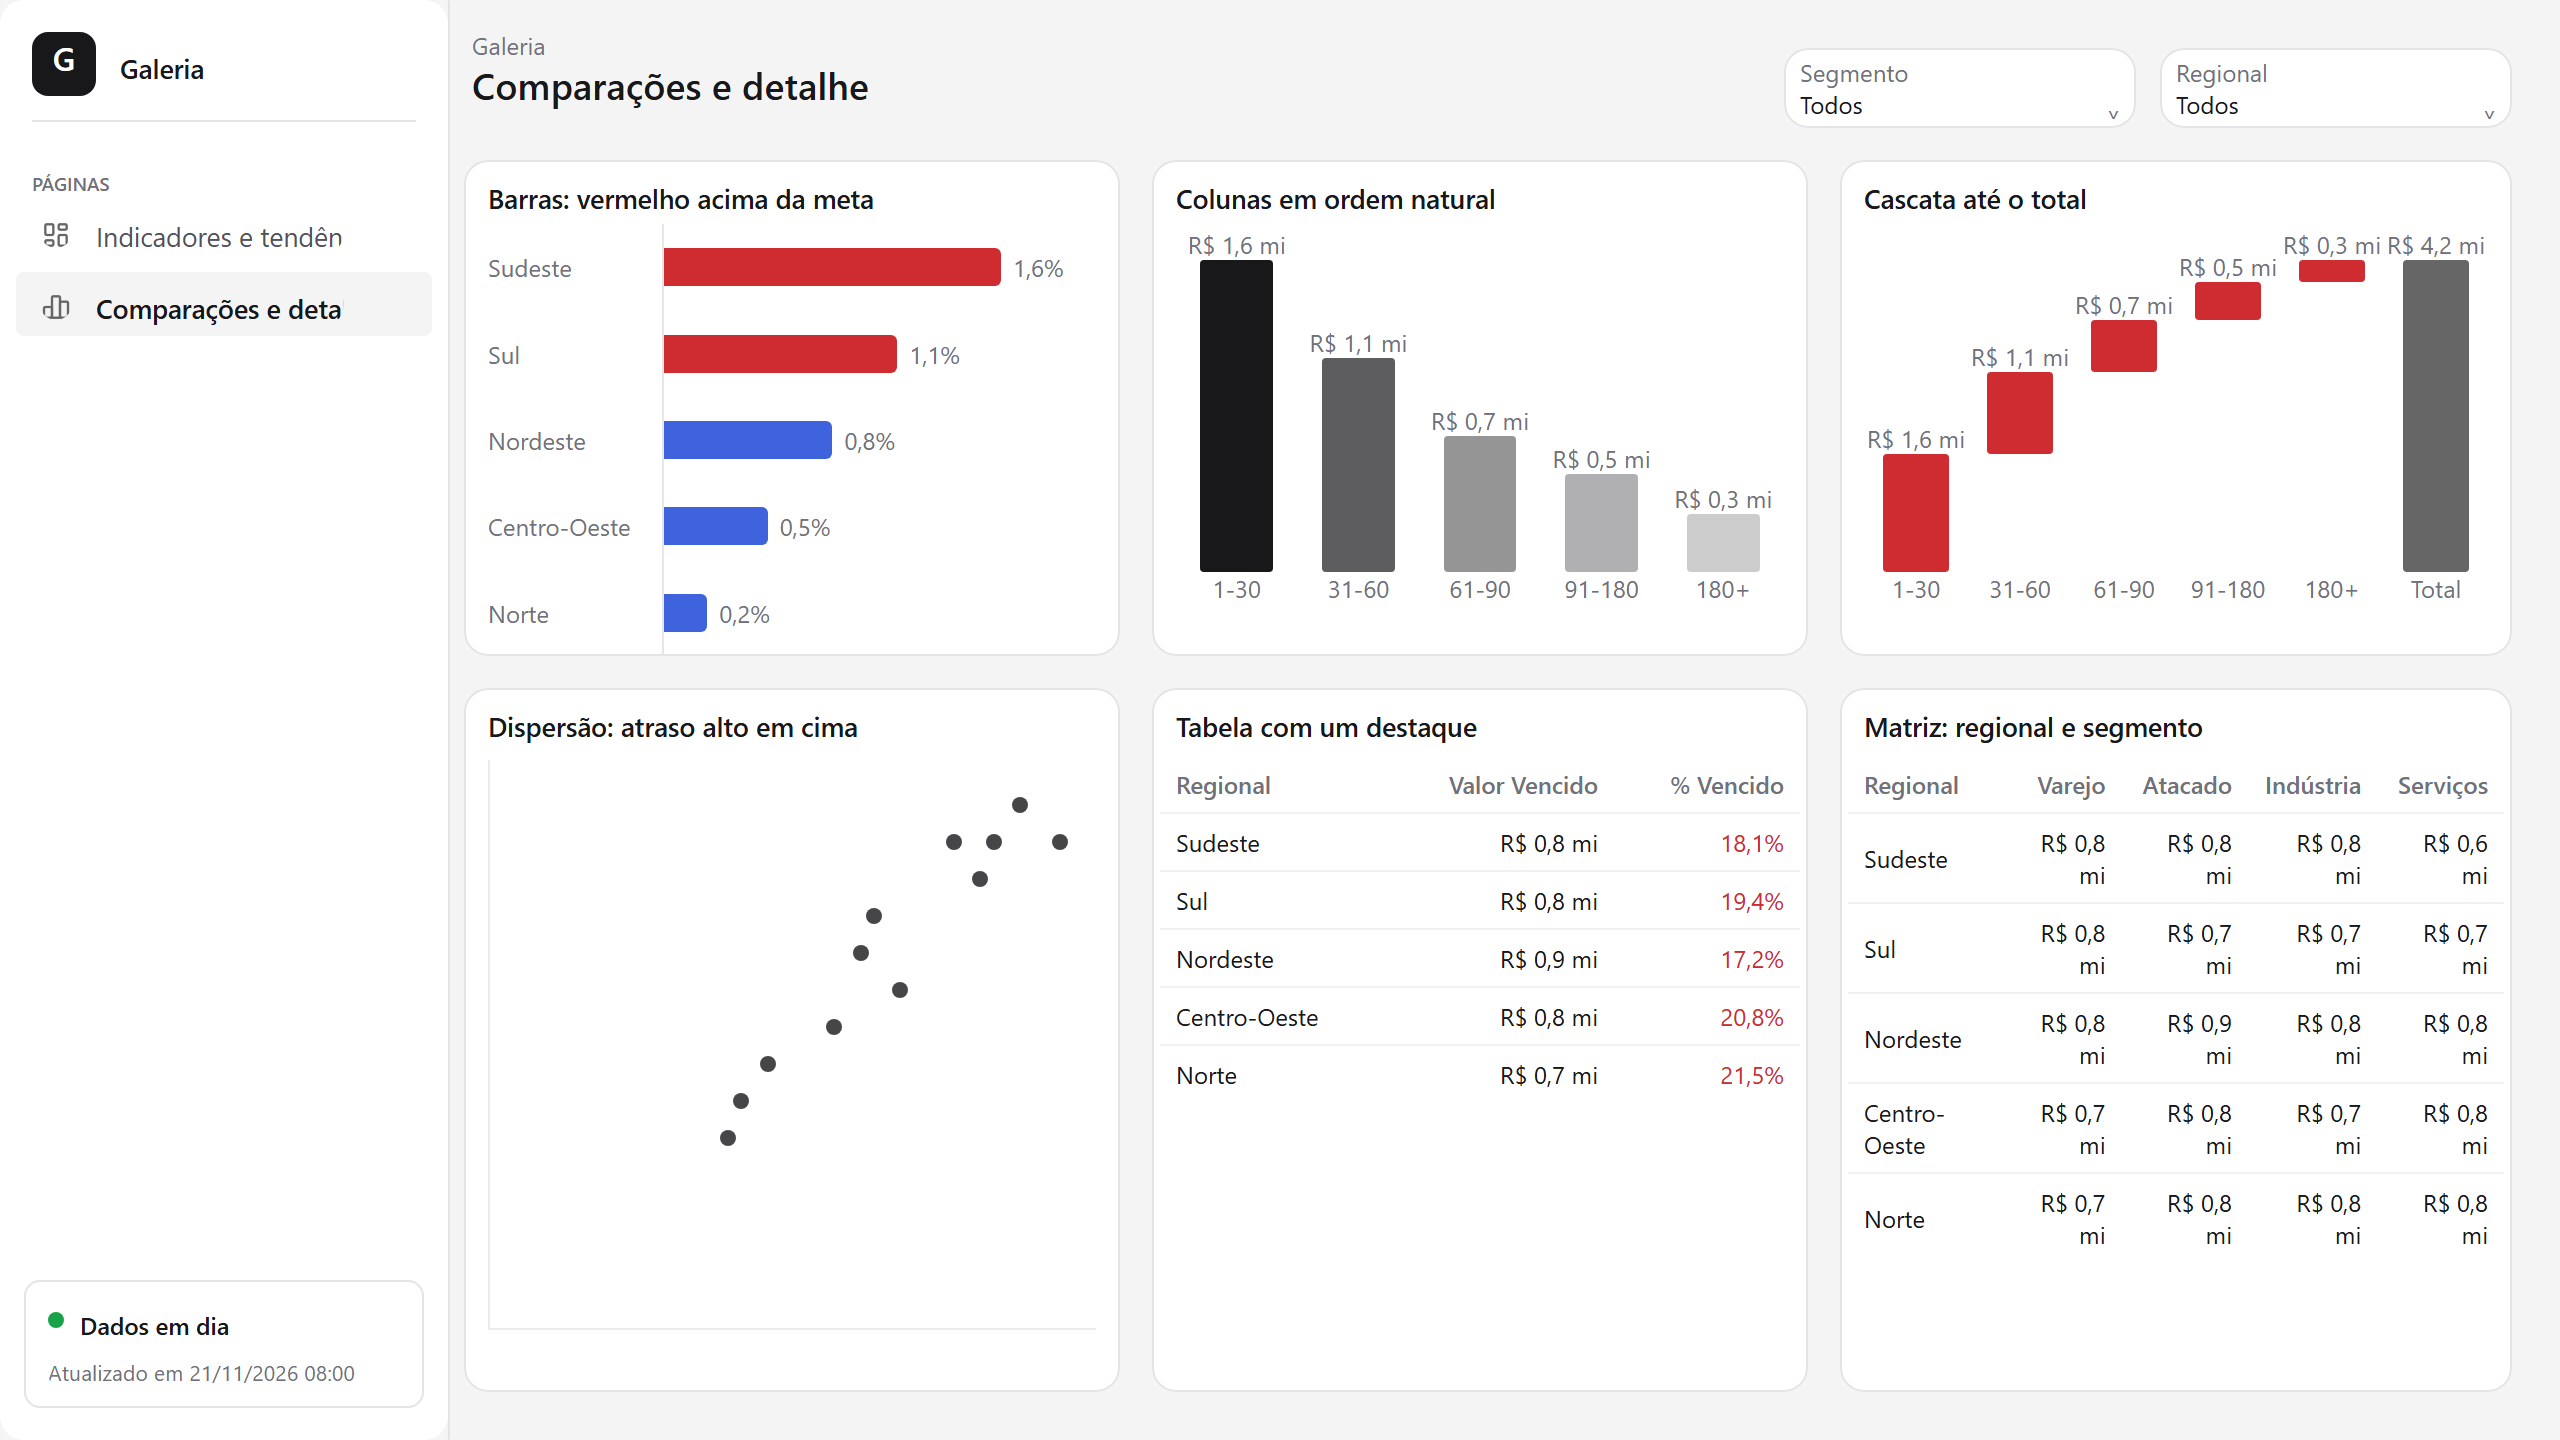 G
Galeria
PÁGINAS
Indicadores e tendên
Comparações e deta
Dados em dia
Atualizado em 21/11/2026 08:00
Galeria
Comparações e detalhe
Segmento
Todos
Regional
Todos
Barras: vermelho acima da meta
Sudeste 1,6%
Sul 1,1%
Nordeste 0,8%
Centro-Oeste 0,5%
Norte 0,2%
Colunas em ordem natural
R$ 1,6 mi
R$ 1,1 mi
R$ 0,7 mi
R$ 0,5 mi
R$ 0,3 mi
1-30 31-60 61-90 91-180 180+
Cascata até o total
R$ 1,6 mi
R$ 1,1 mi
R$ 0,7 mi
R$ 0,5 mi
R$ 0,3 mi
R$ 4,2 mi
1-30 31-60 61-90 91-180 180+ Total
Dispersão: atraso alto em cima
Tabela com um destaque
Regional Valor Vencido % Vencido
Sudeste R$ 0,8 mi 18,1%
Sul R$ 0,8 mi 19,4%
Nordeste R$ 0,9 mi 17,2%
Centro-Oeste R$ 0,8 mi 20,8%
Norte R$ 0,7 mi 21,5%
Matriz: regional e segmento
Regional Varejo Atacado Indústria Serviços
Sudeste R$ 0,8 mi R$ 0,8 mi R$ 0,8 mi R$ 0,6 mi
Sul R$ 0,8 mi R$ 0,7 mi R$ 0,7 mi R$ 0,7 mi
Nordeste R$ 0,8 mi R$ 0,9 mi R$ 0,8 mi R$ 0,8 mi
Centro-Oeste R$ 0,7 mi R$ 0,8 mi R$ 0,7 mi R$ 0,8 mi
Norte R$ 0,7 mi R$ 0,8 mi R$ 0,8 mi R$ 0,8 mi